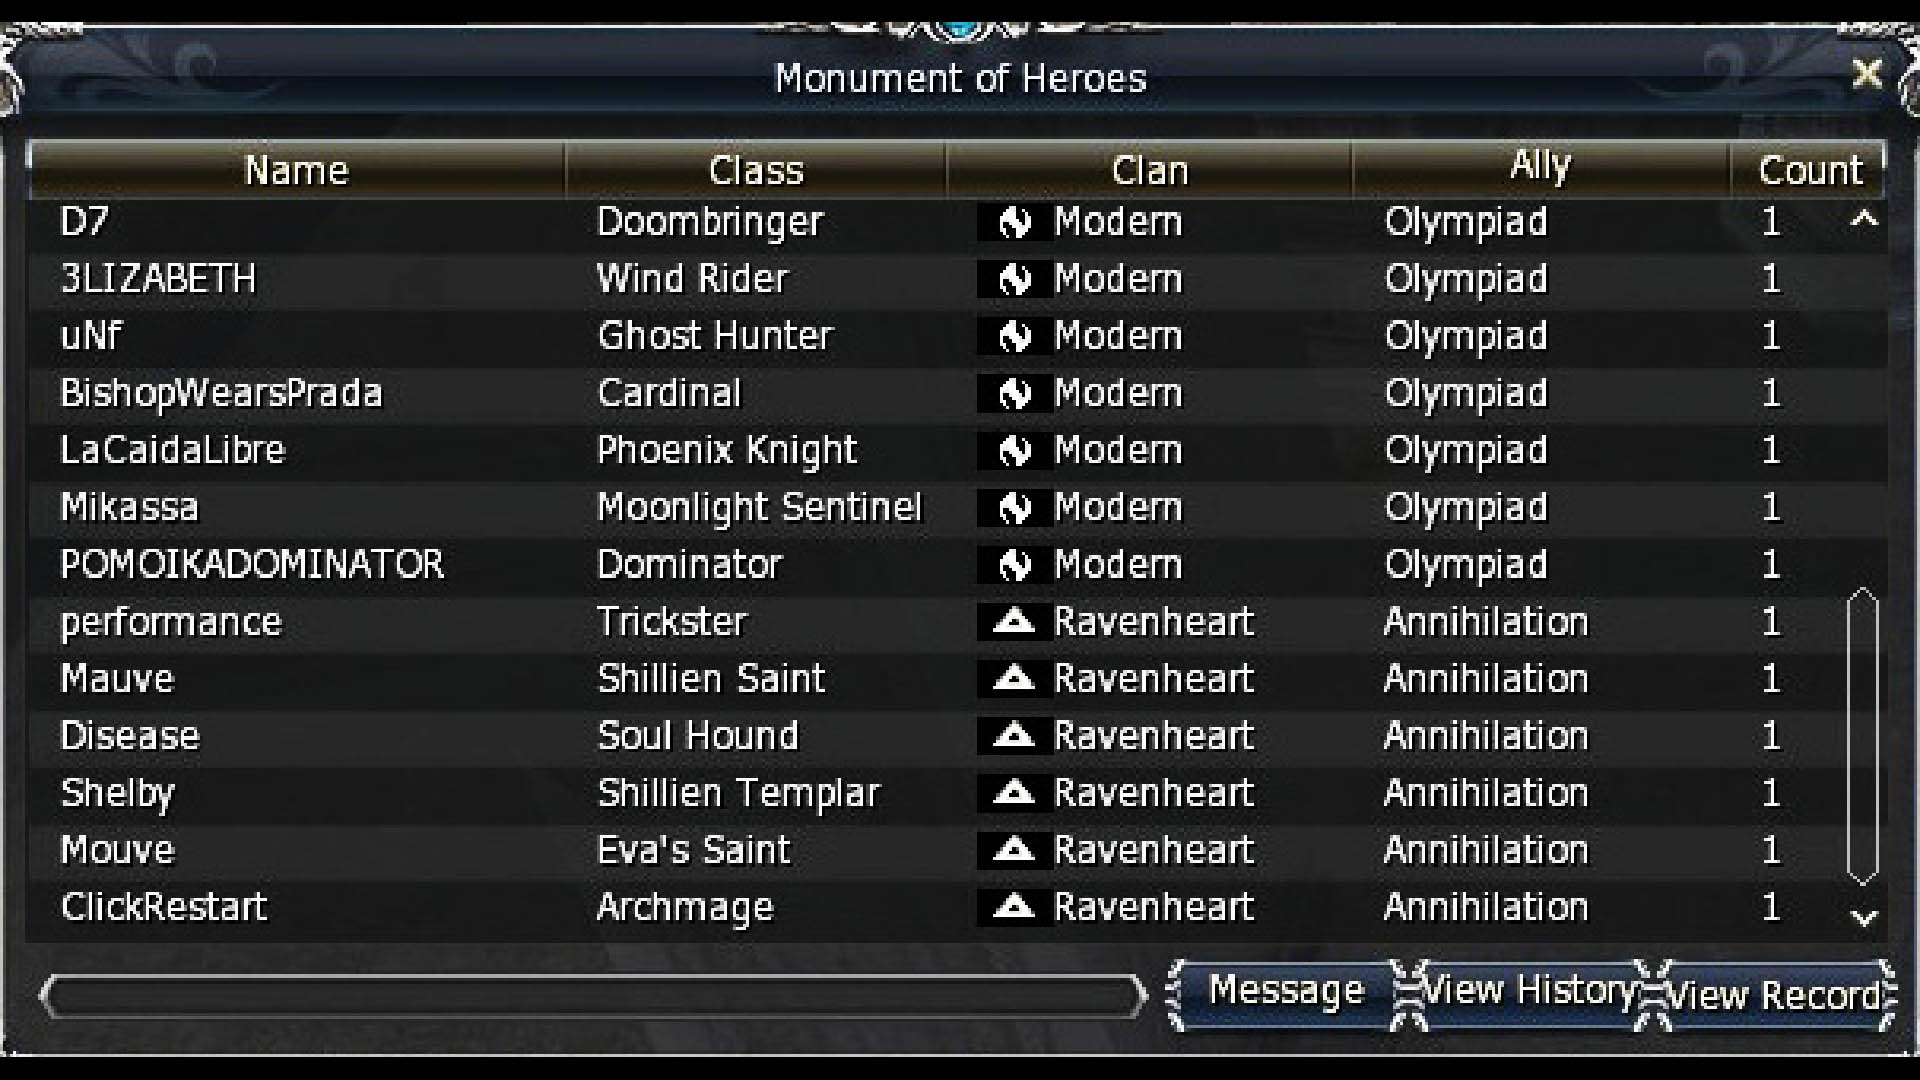 Monument of Heroes
Name Class Clan Ally Count
D7 Doombringer Modern Olympiad 1
3LIZABETH Wind Rider Modern Olympiad 1
uNf Ghost Hunter Modern Olympiad 1
BishopWearsPrada Cardinal Modern Olympiad 1
LaCaidaLibre Phoenix Knight Modern Olympiad 1
Mikassa Moonlight Sentinel Modern Olympiad 1
POMOIKADOMINATOR Dominator Modern Olympiad 1
performance Trickster Ravenheart Annihilation 1
Mauve Shillien Saint Ravenheart Annihilation 1
Disease Soul Hound Ravenheart Annihilation 1
Shelby Shillien Templar Ravenheart Annihilation 1
Mouve Eva's Saint Ravenheart Annihilation 1
ClickRestart Archmage Ravenheart Annihilation 1
Message View History View Record